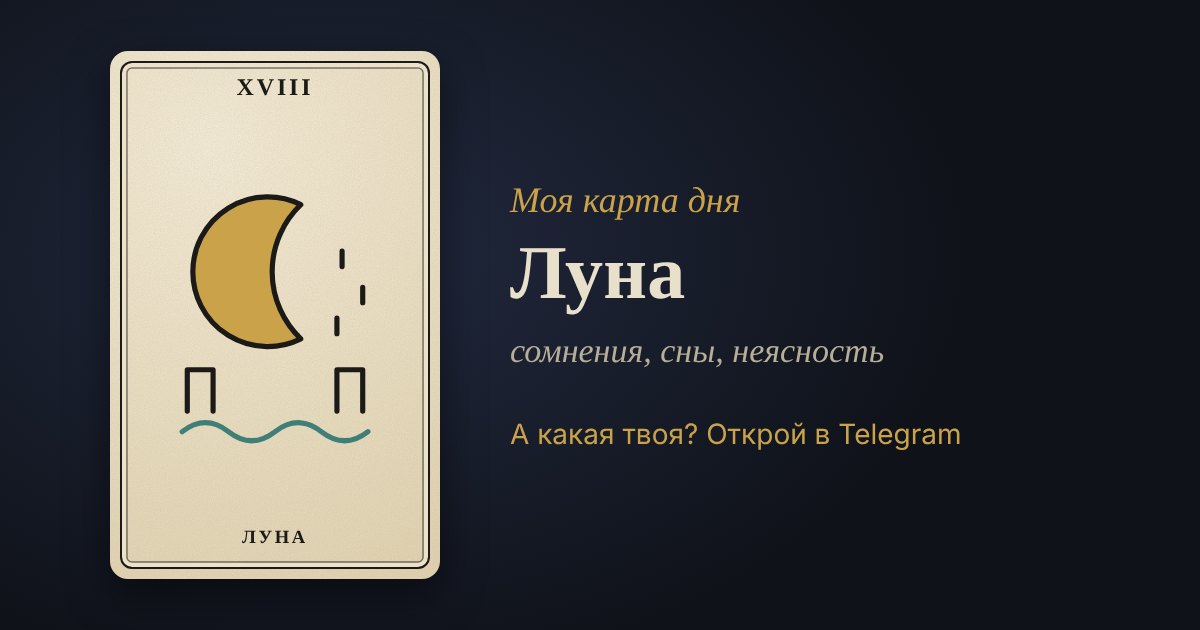 XVIII
ЛУНА
Моя карта дня
Луна
сомнения, сны, неясность
А какая твоя? Открой в Telegram